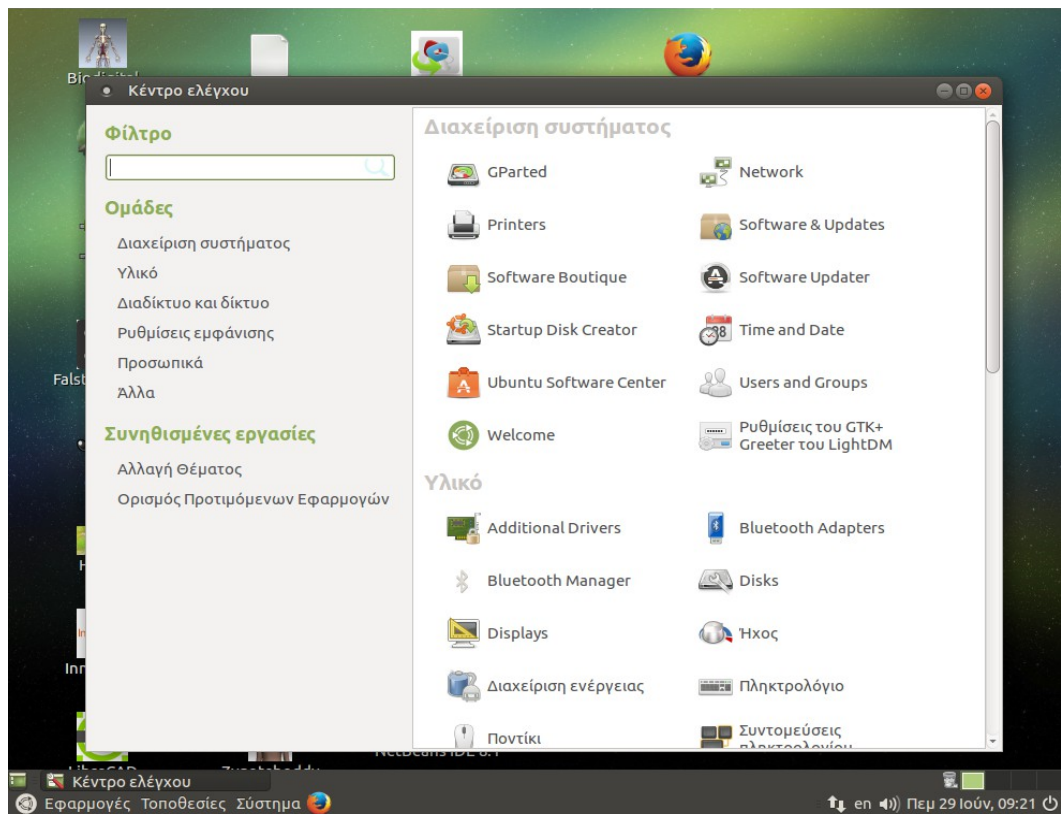 Κέντρο ελέγχου
Φίλτρο
Ομάδες
Διαχείριση συστήματος
Υλικό
Διαδίκτυο και δίκτυο
Ρυθμίσεις εμφάνισης
Προσωπικά
Άλλα
Συνηθισμένες εργασίες
Αλλαγή Θέματος
Ορισμός Προτιμόμενων Εφαρμογών
Διαχείριση συστήματος
GParted
Network
Printers
Software & Updates
Software Boutique
Software Updater
Startup Disk Creator
Time and Date
Ubuntu Software Center
Users and Groups
Welcome
Ρυθμίσεις του GTK+
Greeter του LightDM
Υλικό
Additional Drivers
Bluetooth Adapters
Bluetooth Manager
Disks
Displays
Ήχος
Διαχείριση ενέργειας
Πληκτρολόγιο
Ποντίκι
Συντομεύσεις
πληκτρολογίου
Falst
Inn
Κέντρο ελέγχου
Εφαρμογές Τοποθεσίες Σύστημα
en Πεμ 29 Ιούν, 09:21